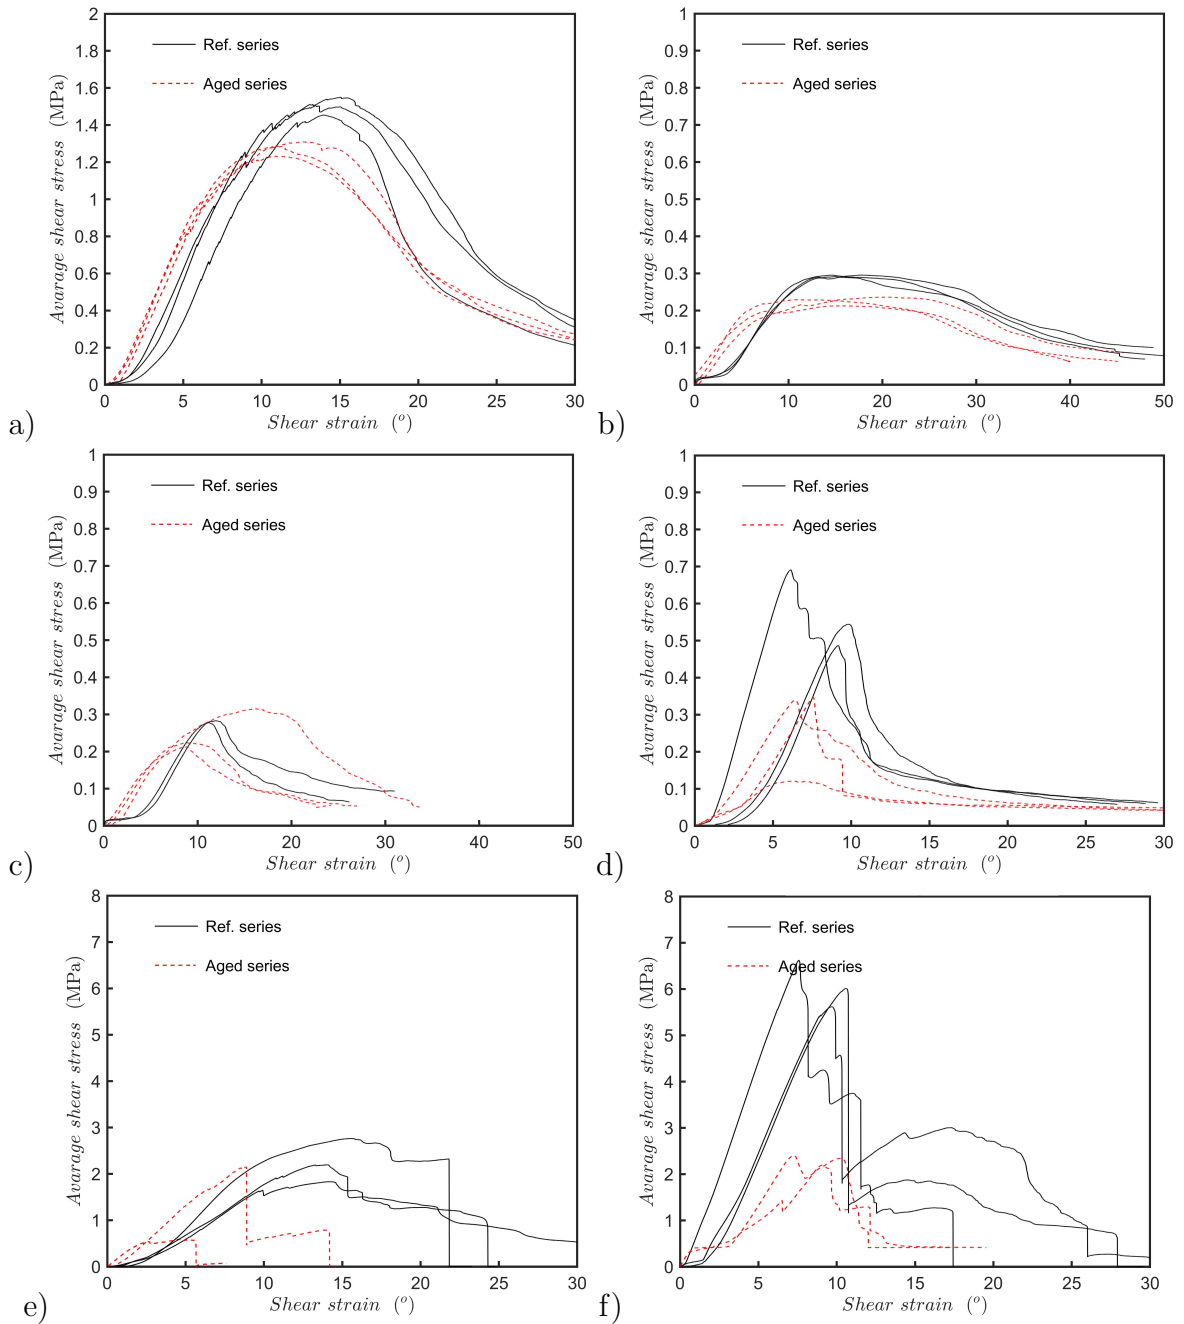 2
1.8
1.6
1.4
1.2
1
0.8
0.6
0.4
0.2
0
Avarage shear stress (MPa)
Ref. series
Aged series
0 5 10 15 20 25 30
Shear strain (o)
a)
1
0.9
0.8
0.7
0.6
0.5
0.4
0.3
0.2
0.1
0
Avarage shear stress (MPa)
Ref. series
Aged series
0 10 20 30 40 50
Shear strain (o)
b)
1
0.9
0.8
0.7
0.6
0.5
0.4
0.3
0.2
0.1
0
Avarage shear stress (MPa)
Ref. series
Aged series
0 10 20 30 40 50
Shear strain (o)
c)
1
0.9
0.8
0.7
0.6
0.5
0.4
0.3
0.2
0.1
0
Avarage shear stress (MPa)
Ref. series
Aged series
0 5 10 15 20 25 30
Shear strain (o)
d)
8
7
6
5
4
3
2
1
0
Avarage shear stress (MPa)
Ref. series
Aged series
0 5 10 15 20 25 30
Shear strain (o)
e)
8
7
6
5
4
3
2
1
0
Avarage shear stress (MPa)
Ref. series
Aged series
0 5 10 15 20 25 30
Shear strain (o)
f)